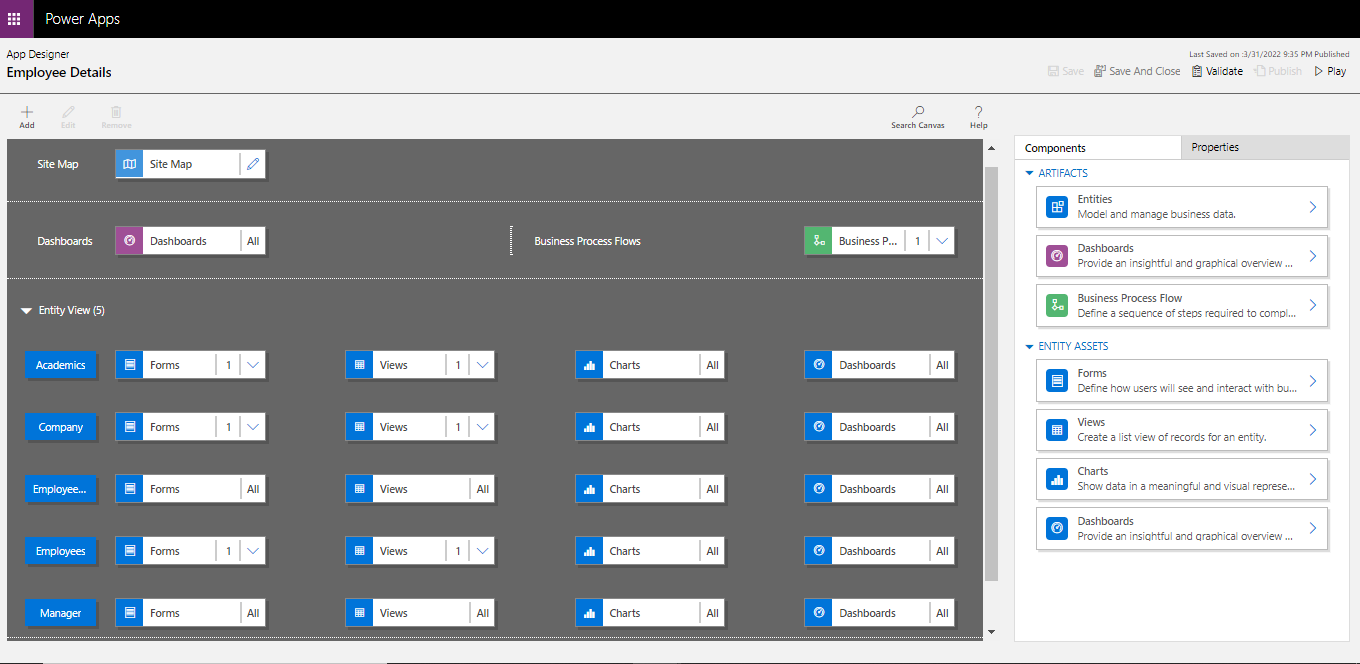 Power Apps
App Designer
Last Saved on :3/31/2022 9:35 PM Published
Employee Details
Save Save And Close Validate Publish Play
Add Edit Remove Search Canvas Help
Site Map Site Map
Dashboards Dashboards All Business Process Flows Business P... 1
Entity View (5)
Academics Forms 1 Views 1 Charts All Dashboards All
Company Forms 1 Views 1 Charts All Dashboards All
Employee... Forms All Views All Charts All Dashboards All
Employees Forms 1 Views 1 Charts All Dashboards All
Manager Forms All Views All Charts All Dashboards All
Components Properties
ARTIFACTS
Entities
Model and manage business data.
Dashboards
Provide an insightful and graphical overview ...
Business Process Flow
Define a sequence of steps required to compl...
ENTITY ASSETS
Forms
Define how users will see and interact with bu...
Views
Create a list view of records for an entity.
Charts
Show data in a meaningful and visual represe...
Dashboards
Provide an insightful and graphical overview ...